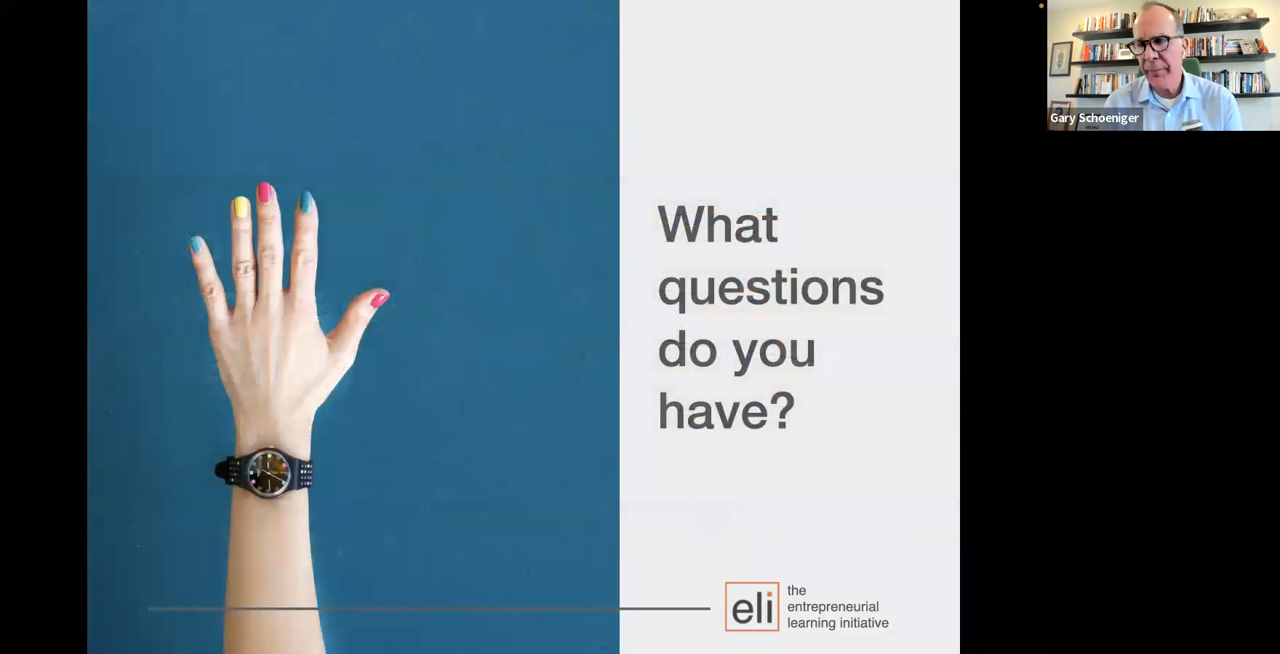 What
questions
do you
have?
eli
the
entrepreneurial
learning initiative
Gary Schoeniger